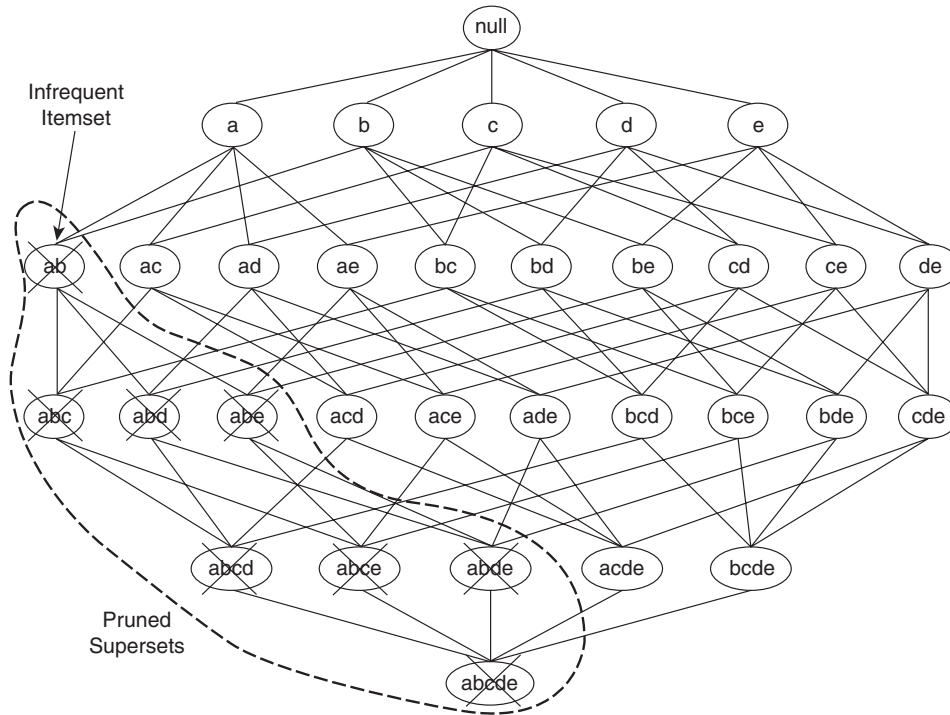 null
Infrequent
Itemset
a b c d e
ab ac ad ae bc bd be cd ce de
abc abd abe acd ace ade bcd bce bde cde
abcd abce abde acde bcde
Pruned
Supersets
abcde